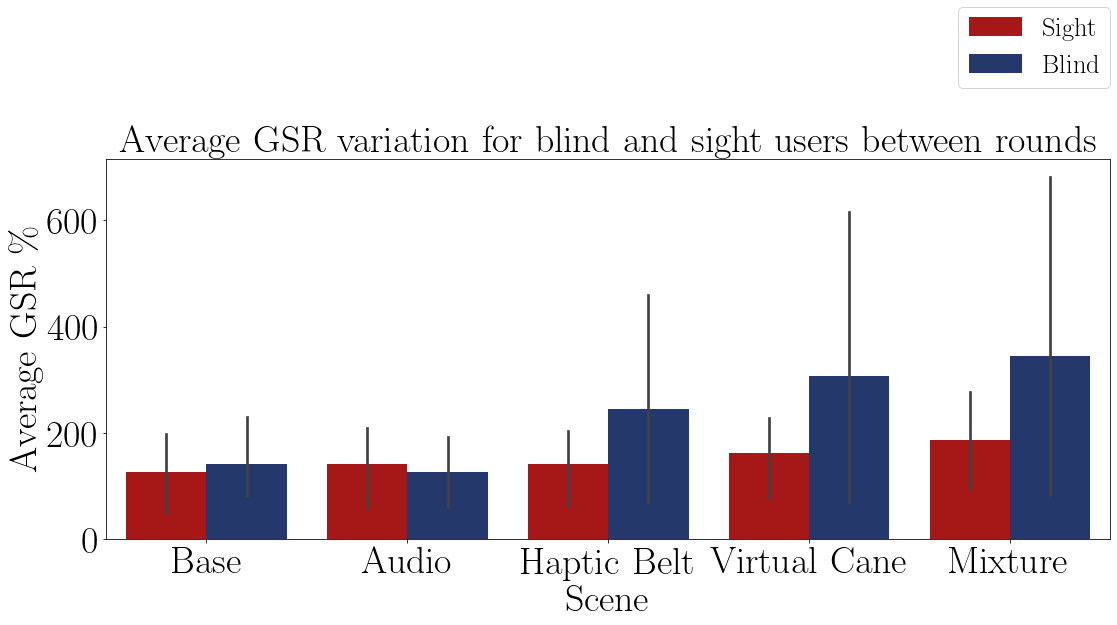 Sight
Blind
Average GSR variation for blind and sight users between rounds
Average GSR %
600
400
200
0
Base Audio Haptic Belt Virtual Cane Mixture
Scene